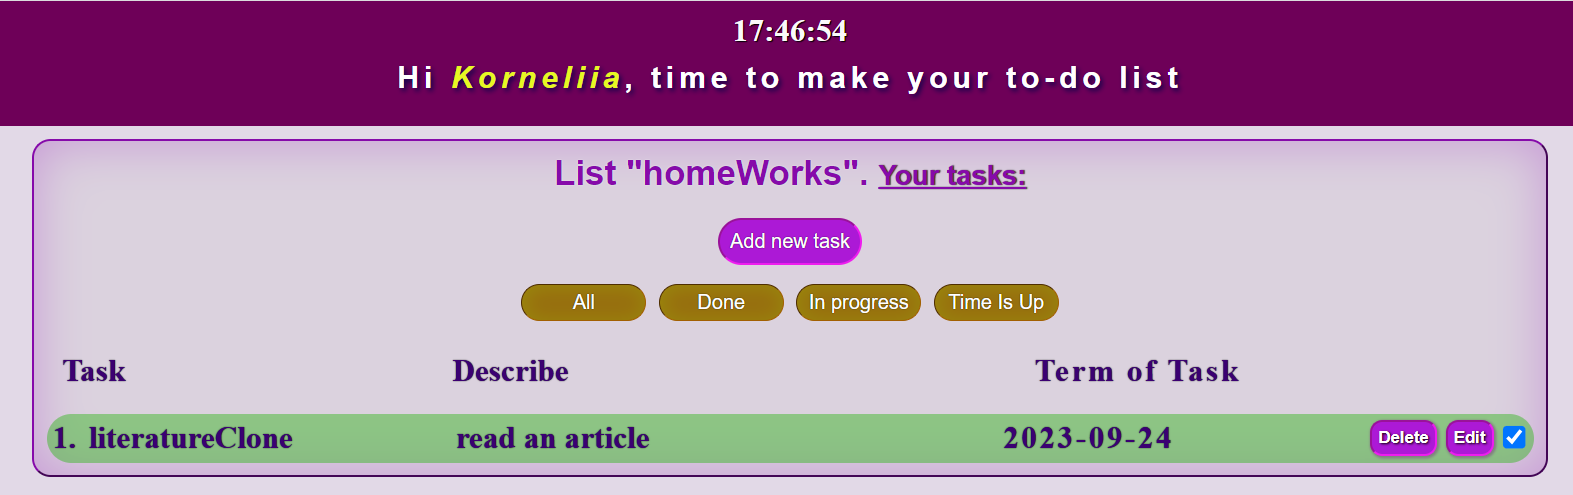 17:46:54
Hi Korneliia, time to make your to-do list
List "homeWorks". Your tasks:
Add new task
All Done In progress Time Is Up
Task Describe Term of Task
1. literatureClone read an article 2023-09-24 Delete Edit